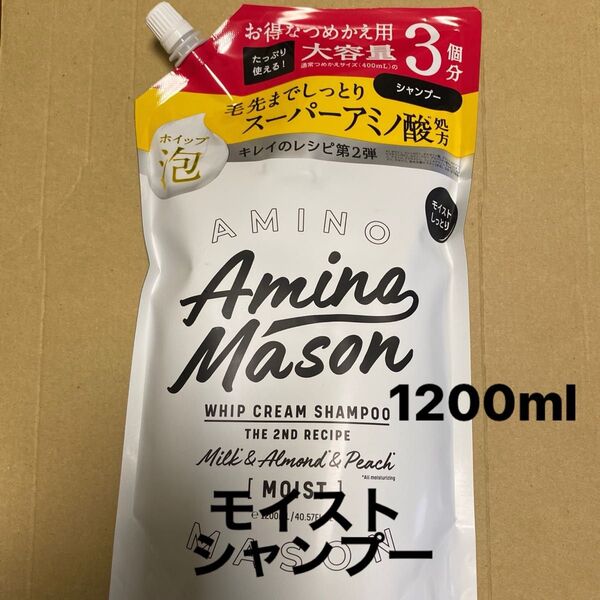 お得なつめかえ用
たっぷり
使える!
大容量
3個分
通常つめかえサイズ(400mL)の
シャンプー
毛先までしっとり
スーパーアミノ酸処方
ホイップ
泡
キレイのレシピ第2弾
モイスト
しっとり
AMINO
Amino
Mason
WHIP CREAM SHAMPOO
1200ml
THE 2ND RECIPE
Milk* & Almond* & Peach*
*All moisturizing
[ MOIST ]
モイスト
シャンプー
MASON